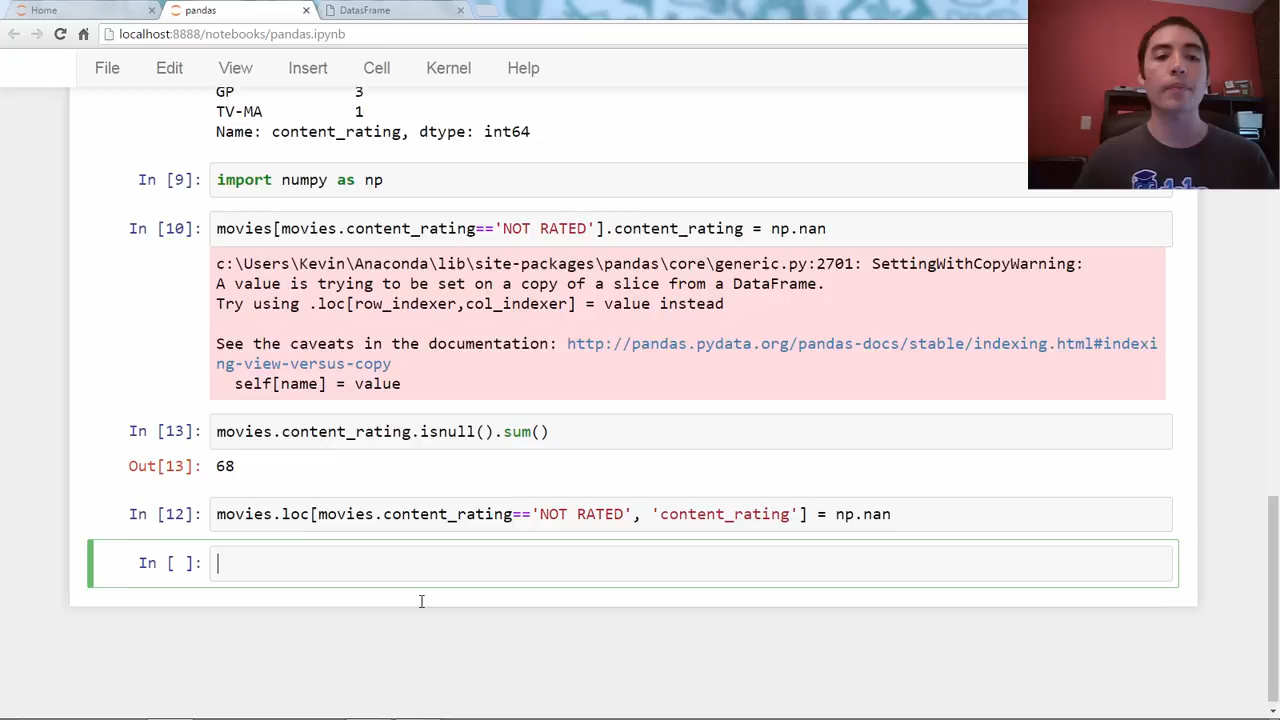 Home
pandas
DatasFrame
localhost:8888/notebooks/pandas.ipynb
File Edit View Insert Cell Kernel Help
GP 3
TV-MA 1
Name: content_rating, dtype: int64
In [9]: import numpy as np
In [10]: movies[movies.content_rating=='NOT RATED'].content_rating = np.nan
c:\Users\Kevin\Anaconda\lib\site-packages\pandas\core\generic.py:2701: SettingWithCopyWarning:
A value is trying to be set on a copy of a slice from a DataFrame.
Try using .loc[row_indexer,col_indexer] = value instead
See the caveats in the documentation: http://pandas.pydata.org/pandas-docs/stable/indexing.html#indexi
ng-view-versus-copy
self[name] = value
In [13]: movies.content_rating.isnull().sum()
Out[13]: 68
In [12]: movies.loc[movies.content_rating=='NOT RATED', 'content_rating'] = np.nan
In [ ]: